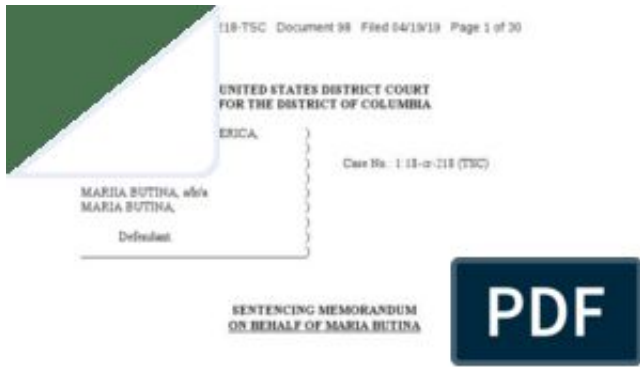 218-TSC Document 98 Filed 04/19/19 Page 1 of 30
UNITED STATES DISTRICT COURT
FOR THE DISTRICT OF COLUMBIA
ERICA,
Case No.: 1:18-cr-218 (TSC)
MARIIA BUTINA, a/k/a
MARIA BUTINA,
Defendant.
SENTENCING MEMORANDUM
ON BEHALF OF MARIA BUTINA
PDF